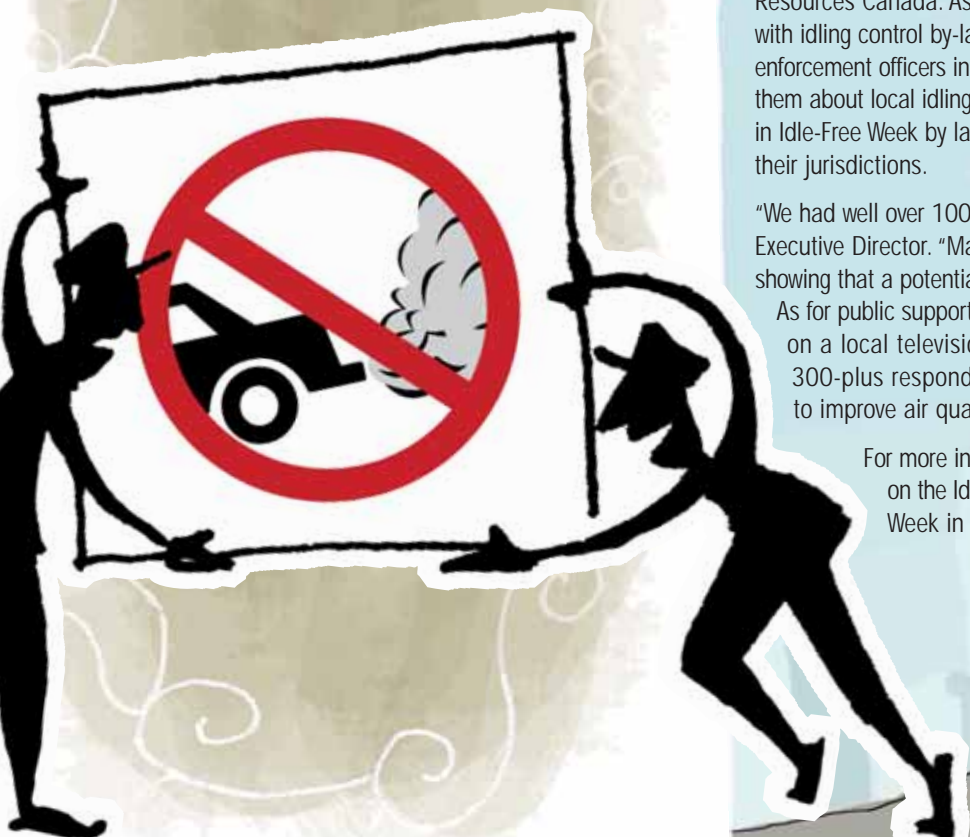 Resources Canada. As
with idling control by-la
enforcement officers in
them about local idling
in Idle-Free Week by la
their jurisdictions.
"We had well over 100
Executive Director. "Ma
showing that a potentia
As for public support
on a local televisio
300-plus respond
to improve air qua
For more in
on the Id
Week in